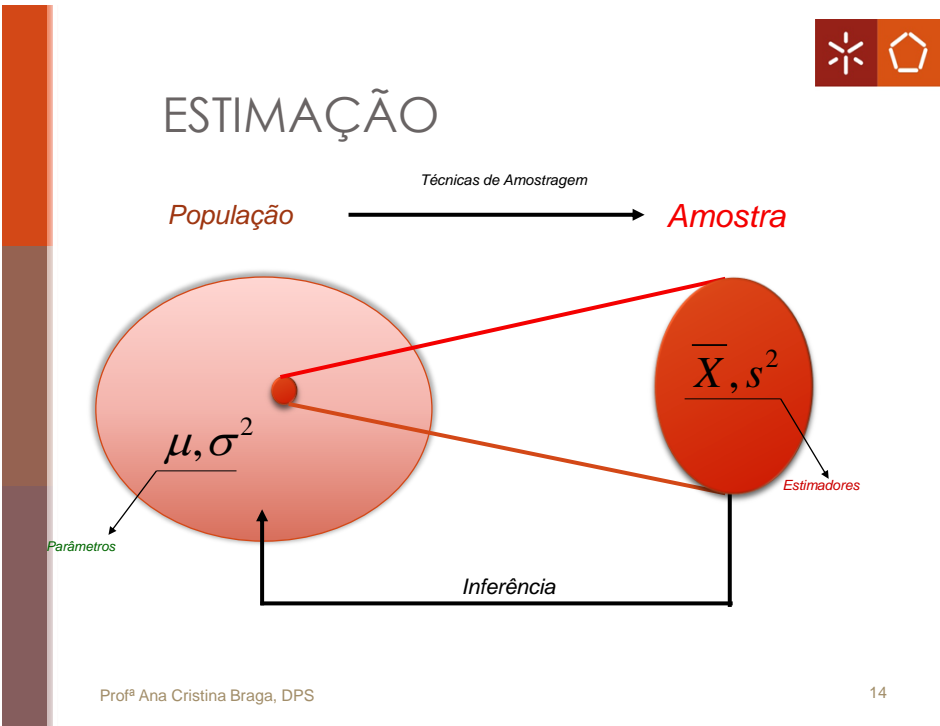 ESTIMAÇÃO
Técnicas de Amostragem
População
Amostra
X̅, s²
μ, σ²
Estimadores
Parâmetros
Inferência
Profª Ana Cristina Braga, DPS
14